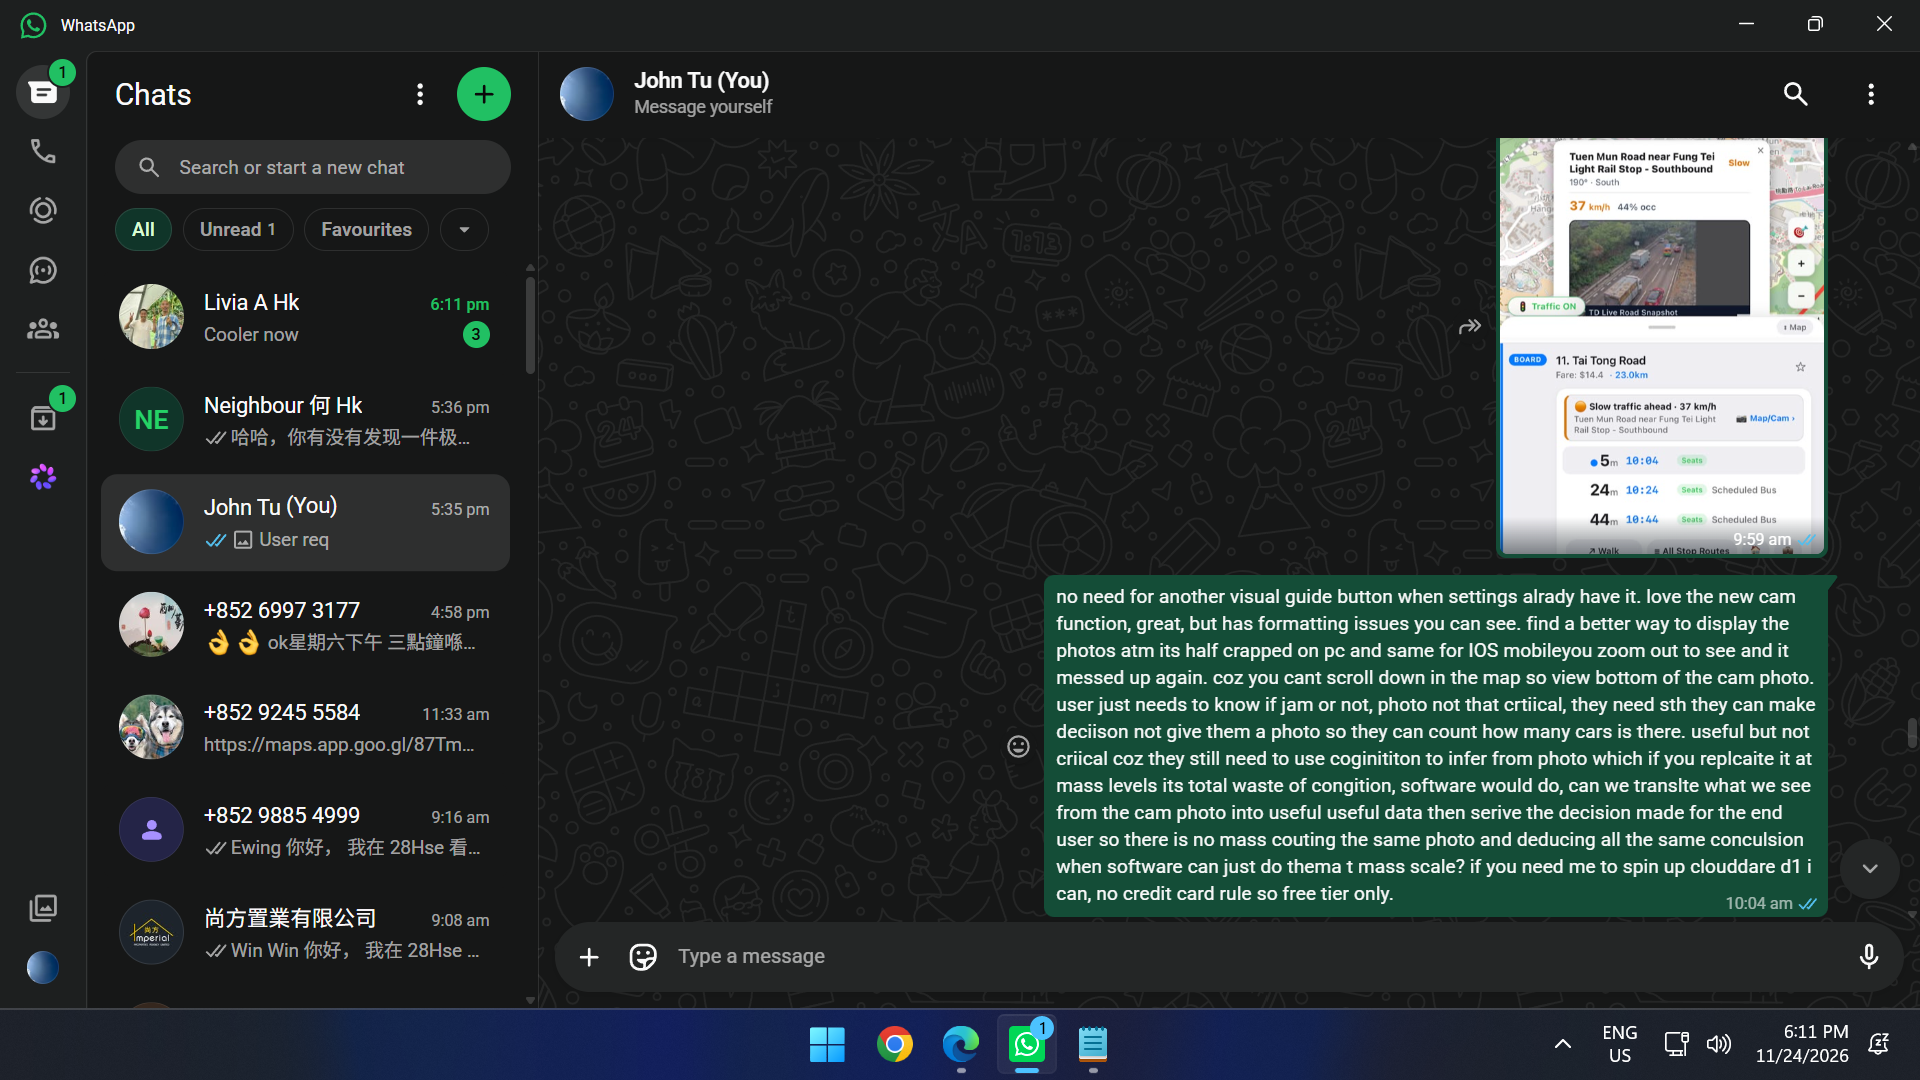 WhatsApp
1
Chats
Search or start a new chat
All
Unread 1
Favourites
Livia A Hk
6:11 pm
Cooler now
3
NE
Neighbour 何 Hk
5:36 pm
哈哈，你有没有发现一件极...
1
John Tu (You)
5:35 pm
User req
+852 6997 3177
4:58 pm
👌👌 ok星期六下午 三點鐘喺...
+852 9245 5584
11:33 am
https://maps.app.goo.gl/87Tm...
+852 9885 4999
9:16 am
Ewing 你好， 我在 28Hse 看...
尚方置業有限公司
9:08 am
Win Win 你好， 我在 28Hse ...
尚方
Imperial
John Tu (You)
Message yourself
Tuen Mun Road near Fung Tei
Light Rail Stop - Southbound
Slow
190° · South
37 km/h 44% occ
Traffic ON
TD Live Road Snapshot
Map
BOARD
11. Tai Tong Road
Fare: $14.4 · 23.0km
Slow traffic ahead · 37 km/h
Tuen Mun Road near Fung Tei Light
Rail Stop - Southbound
Map/Cam ›
5m 10:04 Seats
24m 10:24 Seats Scheduled Bus
44m 10:44 Seats Scheduled Bus
Walk
All Stop Routes
9:59 am
no need for another visual guide button when settings alrady have it. love the new cam
function, great, but has formatting issues you can see. find a better way to display the
photos atm its half crapped on pc and same for IOS mobileyou zoom out to see and it
messed up again. coz you cant scroll down in the map so view bottom of the cam photo.
user just needs to know if jam or not, photo not that crtiical, they need sth they can make
deciison not give them a photo so they can count how many cars is there. useful but not
criical coz they still need to use coginititon to infer from photo which if you replcaite it at
mass levels its total waste of congition, software would do, can we translte what we see
from the cam photo into useful useful data then serive the decision made for the end
user so there is no mass couting the same photo and deducing all the same conculsion
when software can just do thema t mass scale? if you need me to spin up clouddare d1 i
can, no credit card rule so free tier only.
10:04 am
Type a message
1
ENG
US
6:11 PM
11/24/2026